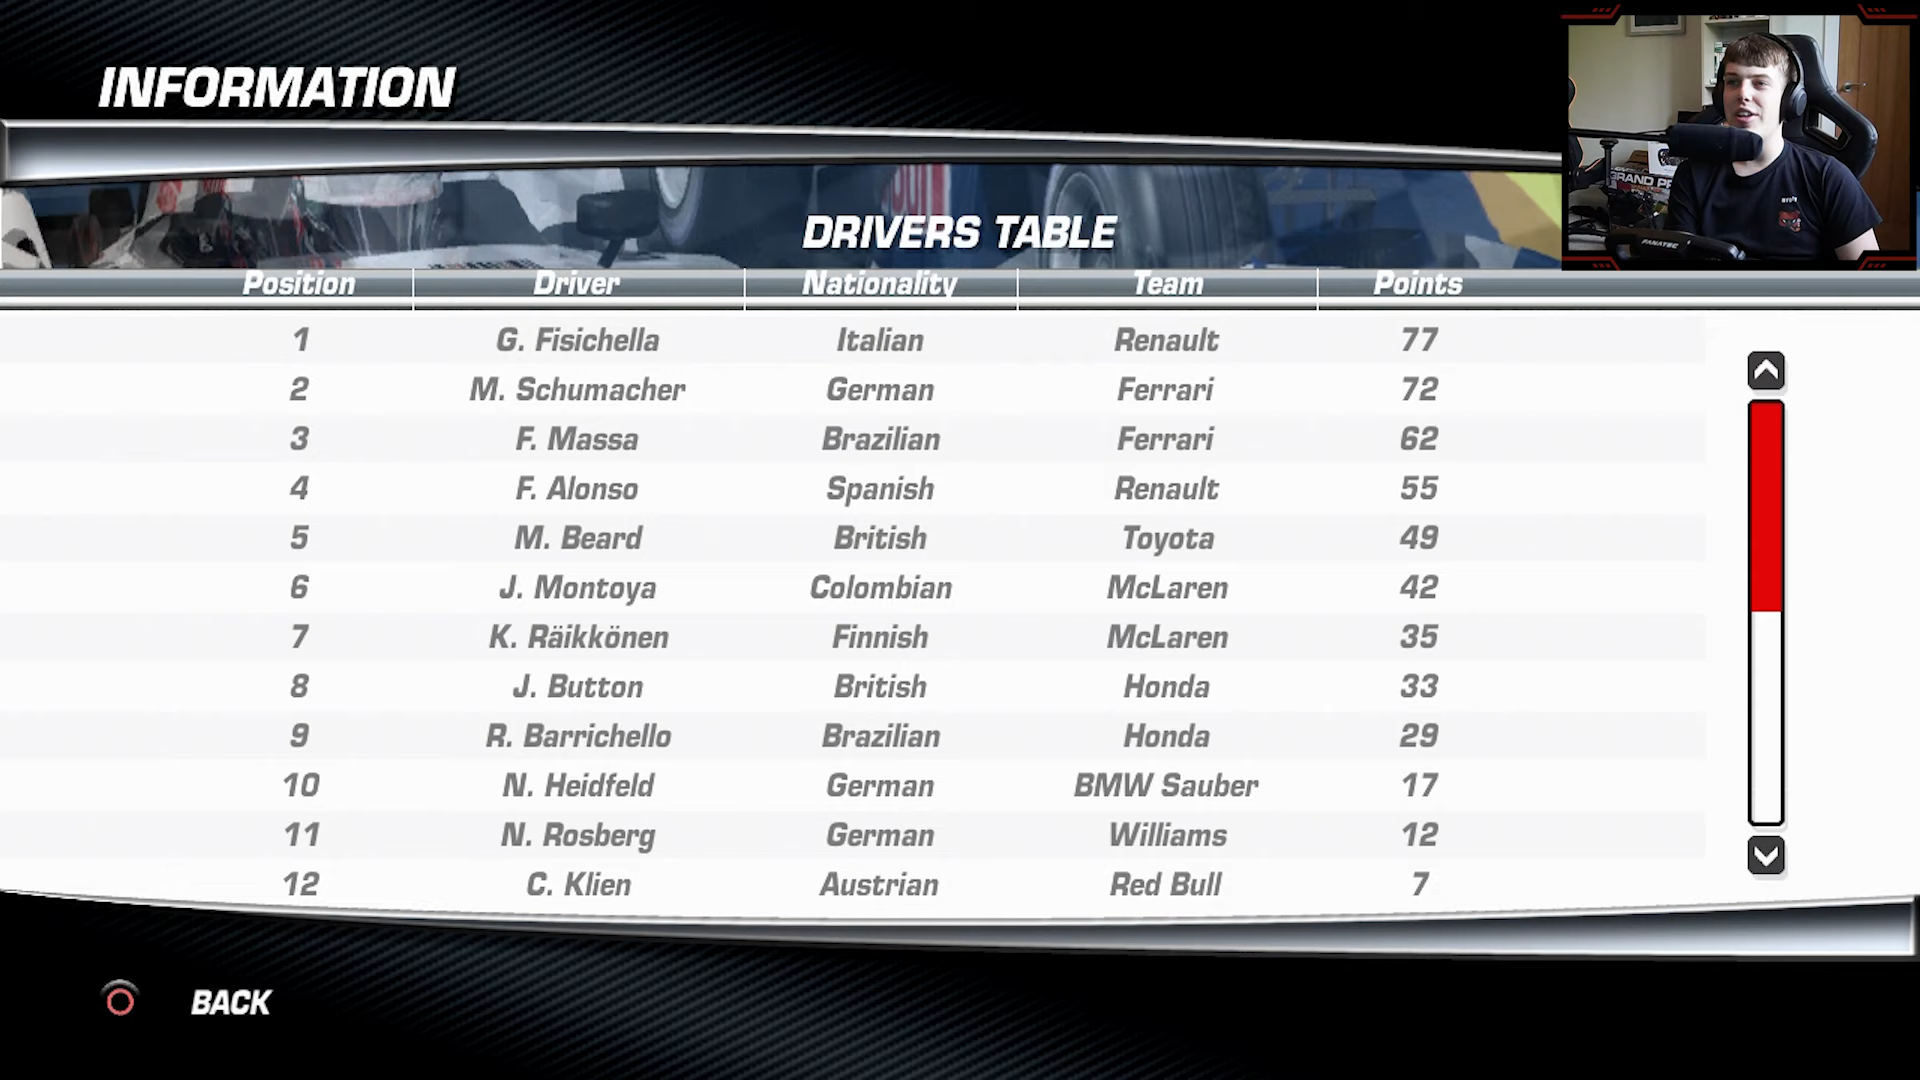 INFORMATION
DRIVERS TABLE
Position Driver Nationality Team Points
1 G. Fisichella Italian Renault 77
2 M. Schumacher German Ferrari 72
3 F. Massa Brazilian Ferrari 62
4 F. Alonso Spanish Renault 55
5 M. Beard British Toyota 49
6 J. Montoya Colombian McLaren 42
7 K. Räikkönen Finnish McLaren 35
8 J. Button British Honda 33
9 R. Barrichello Brazilian Honda 29
10 N. Heidfeld German BMW Sauber 17
11 N. Rosberg German Williams 12
12 C. Klien Austrian Red Bull 7
BACK
FANATEC